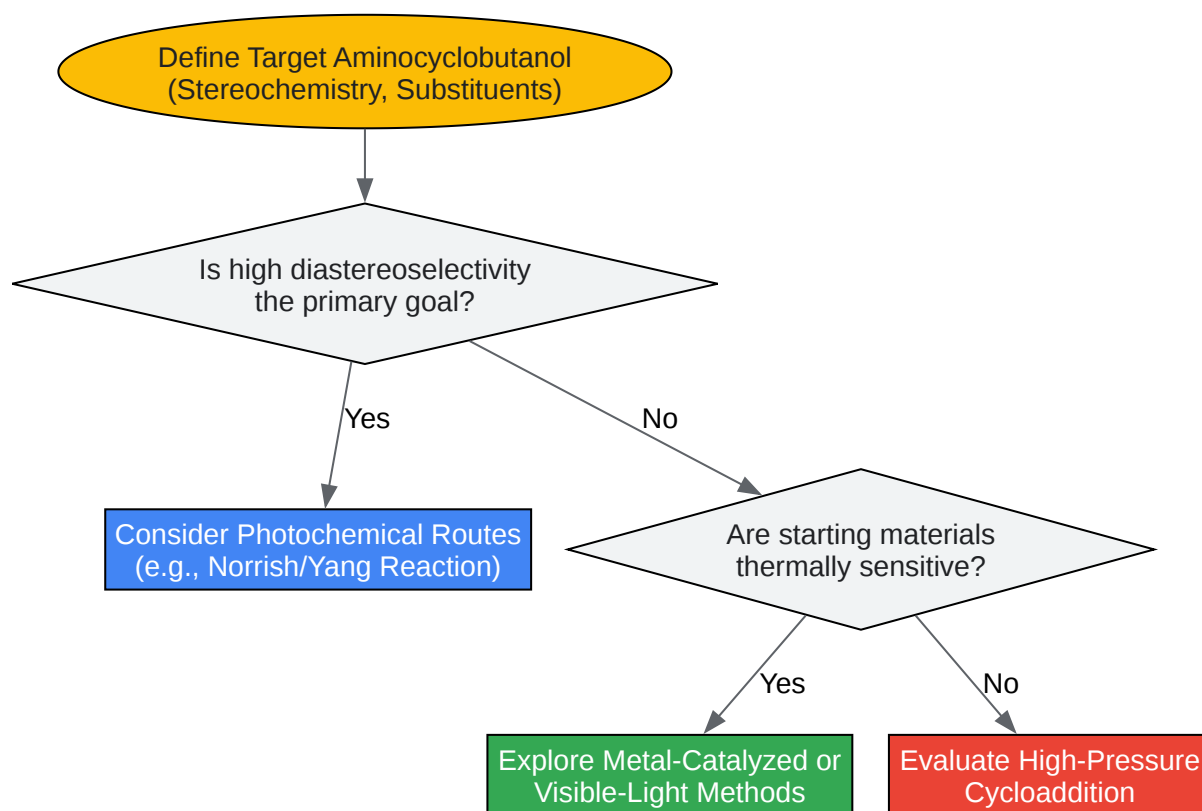 Define Target Aminocyclobutanol
(Stereochemistry, Substituents)
Is high diastereoselectivity
the primary goal?
Yes
No
Consider Photochemical Routes
(e.g., Norrish/Yang Reaction)
Are starting materials
thermally sensitive?
Yes
No
Explore Metal-Catalyzed or
Visible-Light Methods
Evaluate High-Pressure
Cycloaddition